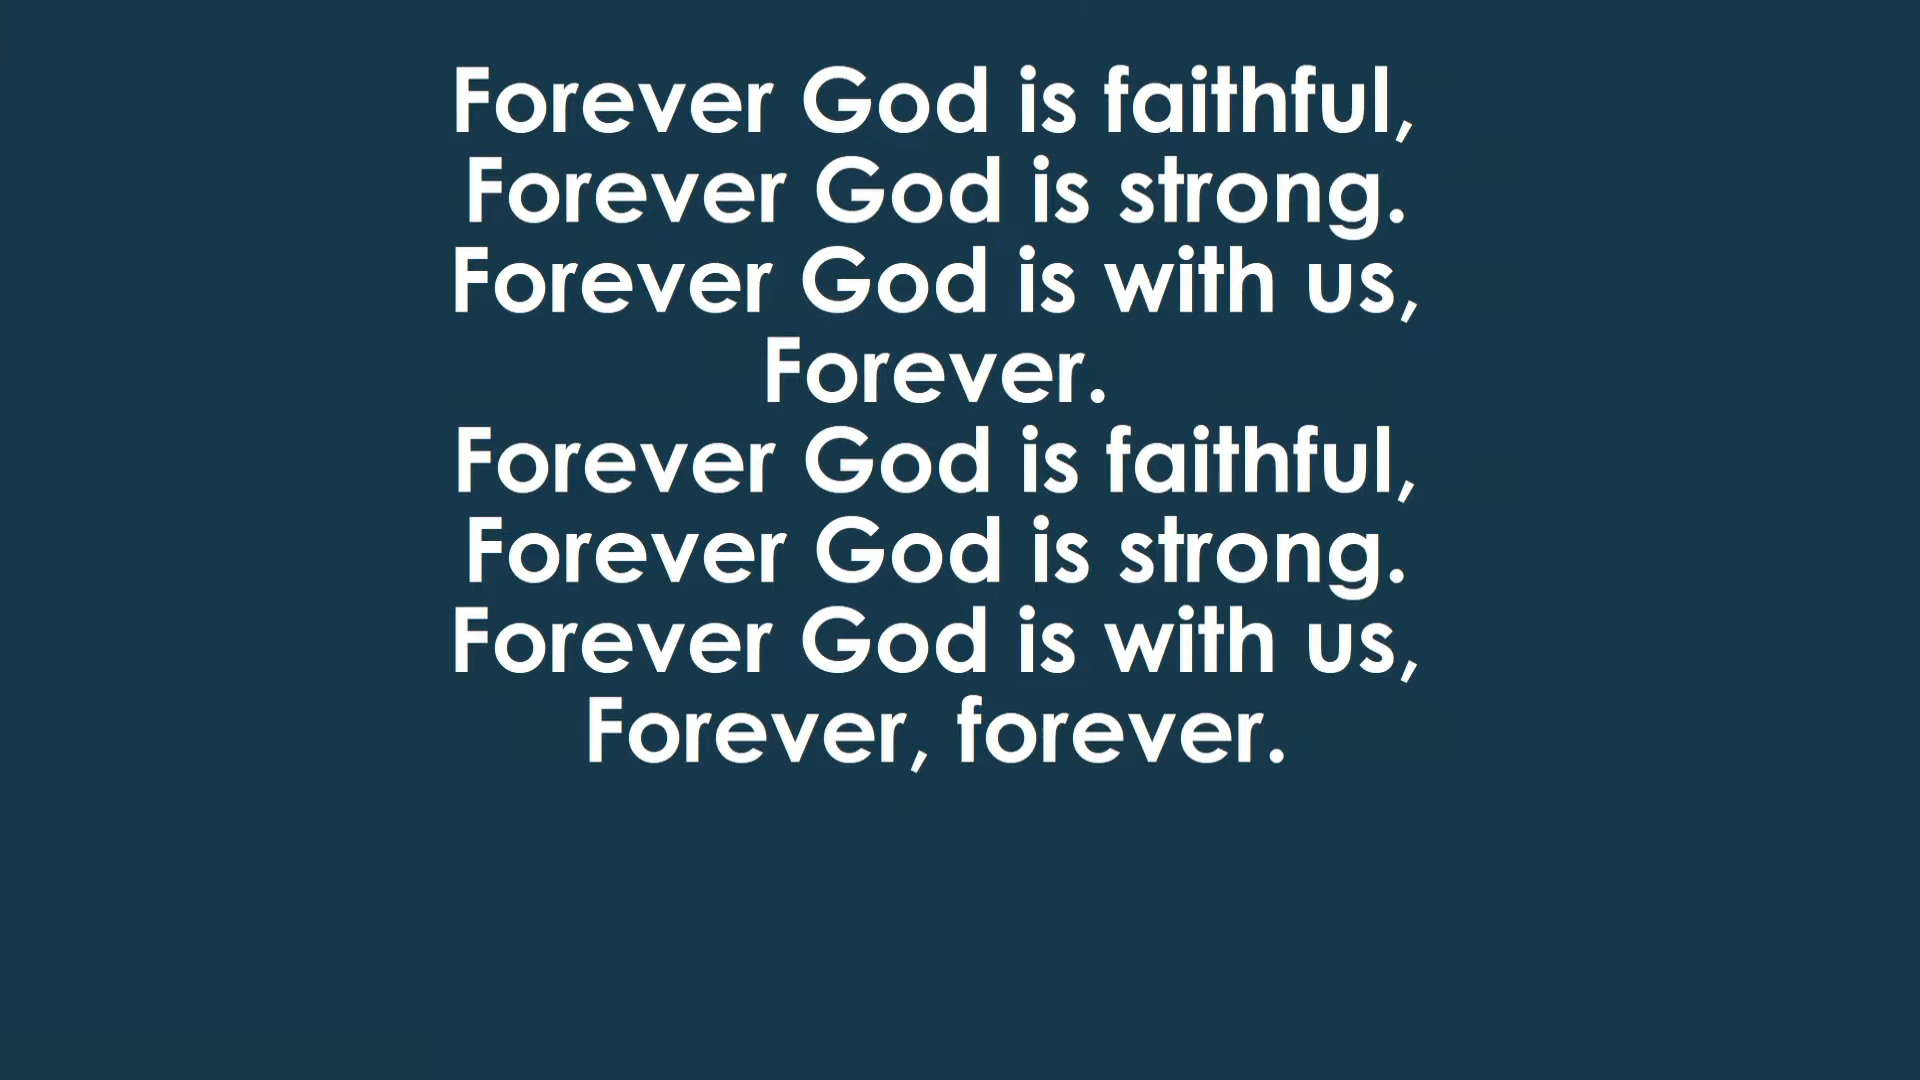 Forever God is faithful,
Forever God is strong.
Forever God is with us,
Forever.
Forever God is faithful,
Forever God is strong.
Forever God is with us,
Forever, forever.